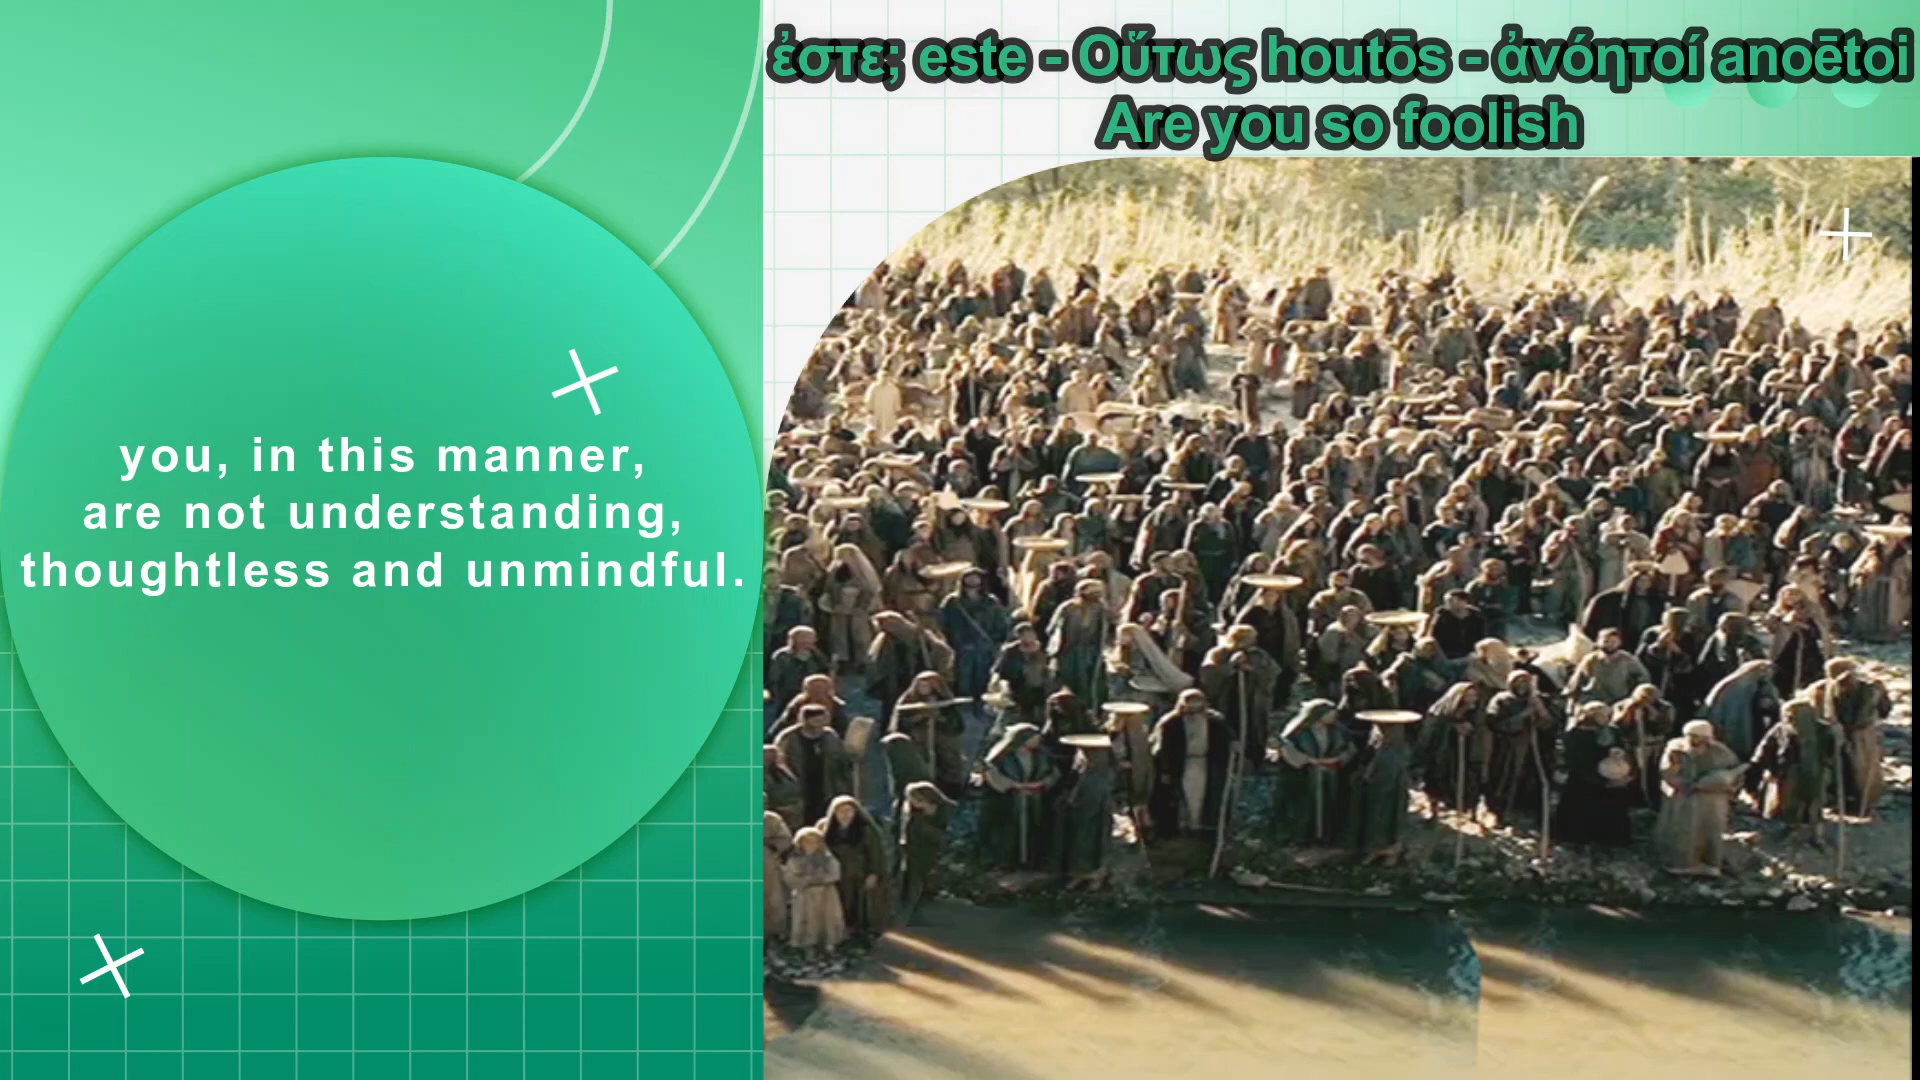 ἐστε; este - Οὕτως houtōs - ἀνόητοί anoētoi
Are you so foolish
you, in this manner,
are not understanding,
thoughtless and unmindful.